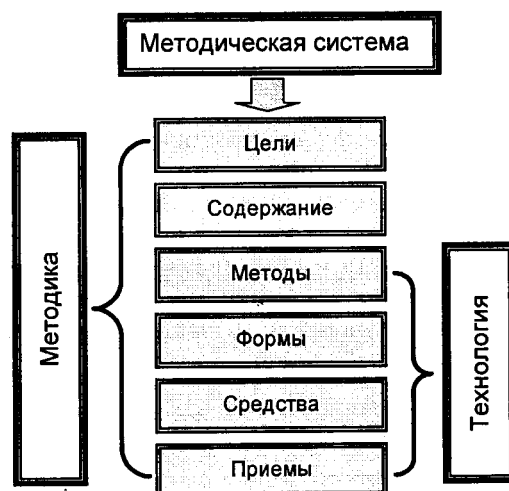 Методическая система
Цели
Содержание
Методы
Формы
Средства
Приемы
Методика
Технология